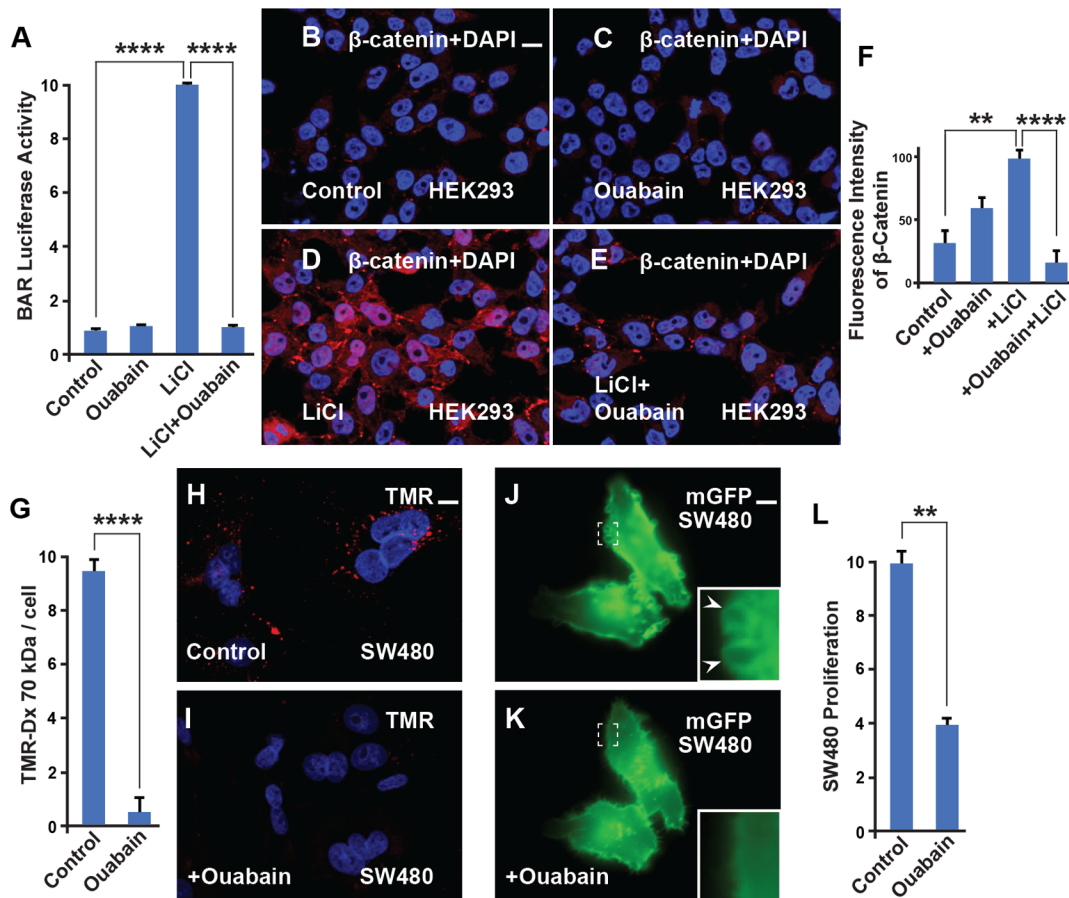 A
****
****
BAR Luciferase Activity
10
8
6
4
2
0
Control
Ouabain
LiCl
LiCl+Ouabain
B
β-catenin+DAPI
Control
HEK293
C
β-catenin+DAPI
Ouabain
HEK293
D
β-catenin+DAPI
LiCl
HEK293
E
β-catenin+DAPI
LiCl+
Ouabain
HEK293
F
**
****
Fluorescence Intensity
of β-Catenin
100
50
0
Control
+Ouabain
+LiCl
+Ouabain+LiCl
G
****
TMR-Dx 70 kDa / cell
10
8
6
4
2
0
Control
Ouabain
H
TMR
Control
SW480
I
TMR
+Ouabain
SW480
J
mGFP
SW480
K
mGFP
SW480
+Ouabain
L
**
SW480 Proliferation
10
8
6
4
2
0
Control
Ouabain